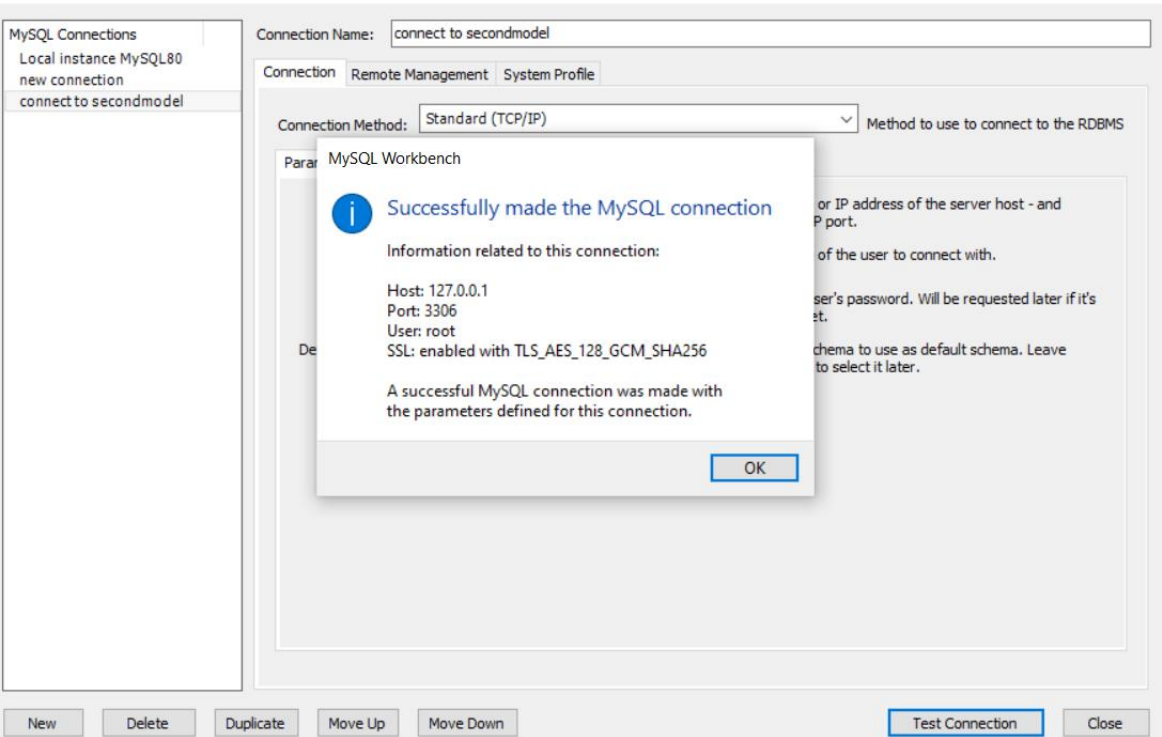 MySQL Connections
Local instance MySQL80
new connection
connect to secondmodel
Connection Name: connect to secondmodel
Connection Remote Management System Profile
Connection Method: Standard (TCP/IP) Method to use to connect to the RDBMS
MySQL Workbench
Successfully made the MySQL connection
Information related to this connection:
Host: 127.0.0.1
Port: 3306
User: root
SSL: enabled with TLS_AES_128_GCM_SHA256
A successful MySQL connection was made with
the parameters defined for this connection.
OK
or IP address of the server host - and
P port.
of the user to connect with.
ser's password. Will be requested later if it's
et.
chema to use as default schema. Leave
to select it later.
New Delete Duplicate Move Up Move Down Test Connection Close